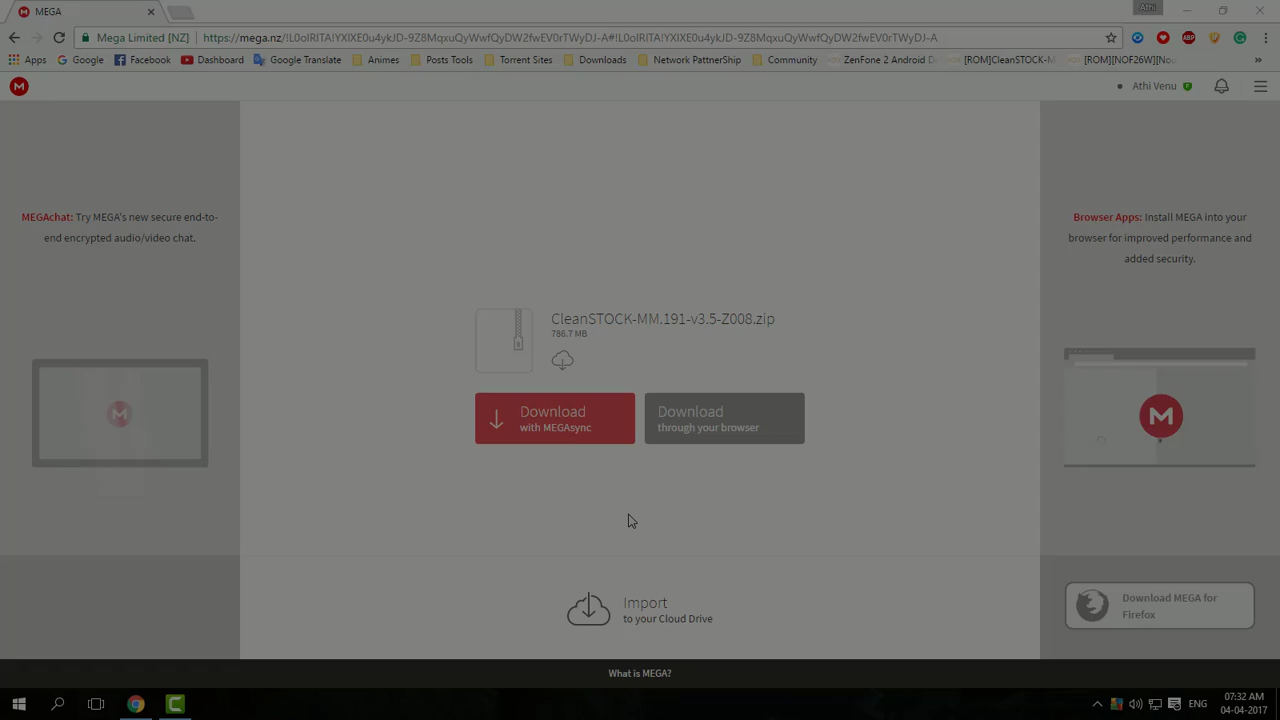 MEGA
Athi
Mega Limited [NZ]
https://mega.nz/!L0oIRITA!YXIXE0u4ykJD-9Z8MqxuQyWwfQyDW2fwEV0rTWyDJ-A#!L0oIRITA!YXIXE0u4ykJD-9Z8MqxuQyWwfQyDW2fwEV0rTWyDJ-A
Apps Google Facebook Dashboard Google Translate Animes Posts Tools Torrent Sites Downloads Network PartnerShip Community ZenFone 2 Android D [ROM]CleanSTOCK-M [ROM][NOF26W][Noo »
Athi Venu
MEGAchat: Try MEGA's new secure end-to-
end encrypted audio/video chat.
Browser Apps: Install MEGA into your
browser for improved performance and
added security.
CleanSTOCK-MM.191-v3.5-Z008.zip
786.7 MB
Download
with MEGAsync
Download
through your browser
Import
to your Cloud Drive
Download MEGA for
Firefox
What is MEGA?
ENG
07:32 AM
04-04-2017